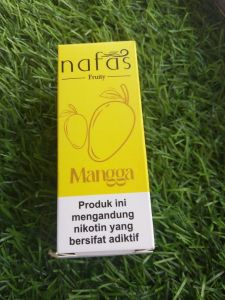 nafas
Fruity
Mangga
Produk ini
mengandung
nikotin yang
bersifat adiktif